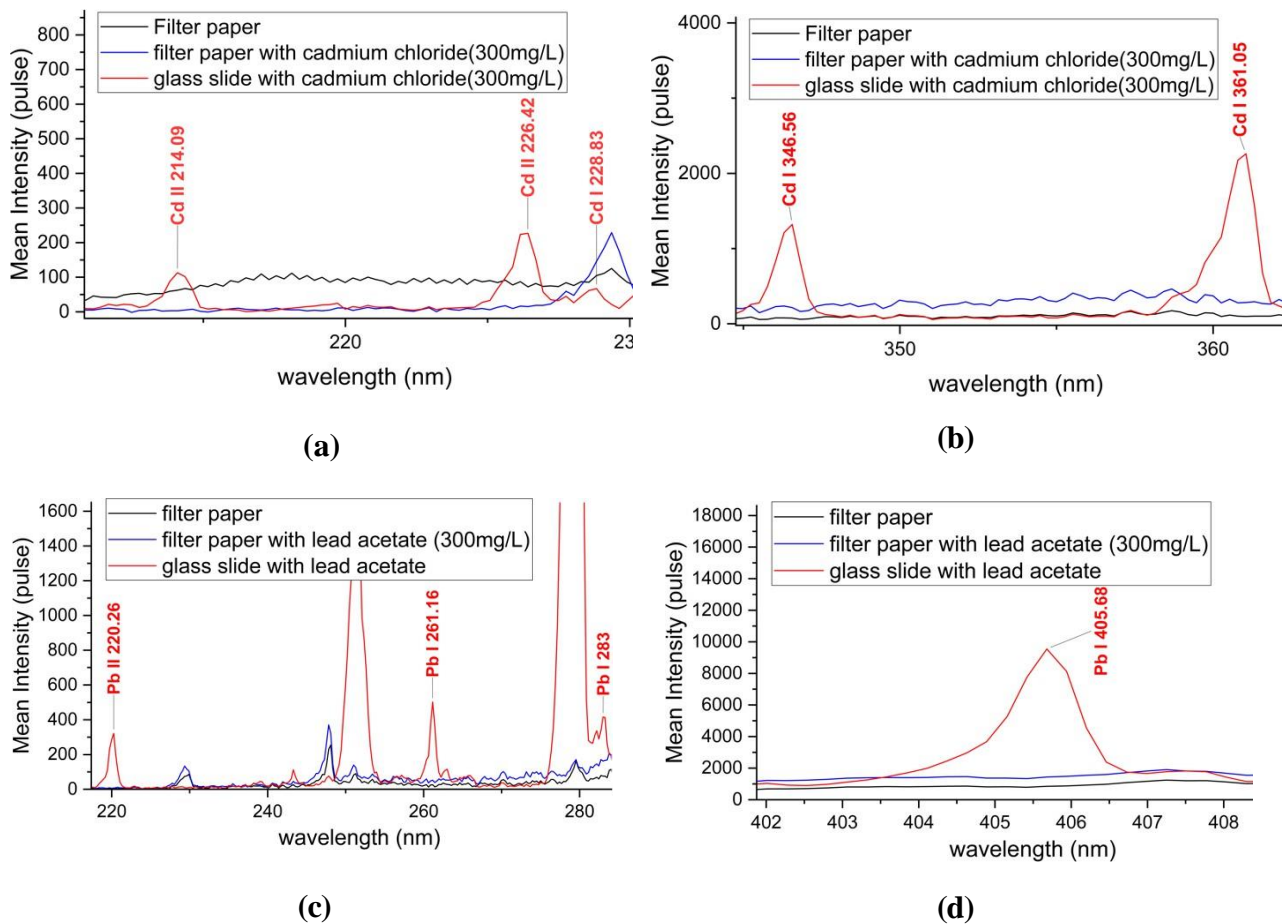 Filter paper
filter paper with cadmium chloride(300mg/L)
glass slide with cadmium chloride(300mg/L)
Mean Intensity (pulse)
800
700
600
500
400
300
200
100
0
Cd II 214.09
Cd II 226.42
Cd I 228.83
220
23
wavelength (nm)
(a)
Filter paper
filter paper with cadmium chloride(300mg/L)
glass slide with cadmium chloride(300mg/L)
Mean Intensity (pulse)
4000
2000
0
Cd I 346.56
Cd I 361.05
350
360
wavelength (nm)
(b)
filter paper
filter paper with lead acetate (300mg/L)
glass slide with lead acetate
Mean Intensity (pulse)
1600
1400
1200
1000
800
600
400
200
0
Pb II 220.26
Pb I 261.16
Pb I 283
220
240
260
280
wavelength (nm)
(c)
filter paper
filter paper with lead acetate (300mg/L)
glass slide with lead acetate
Mean Intensity (pulse)
18000
16000
14000
12000
10000
8000
6000
4000
2000
0
Pb I 405.68
402
403
404
405
406
407
408
wavelength (nm)
(d)